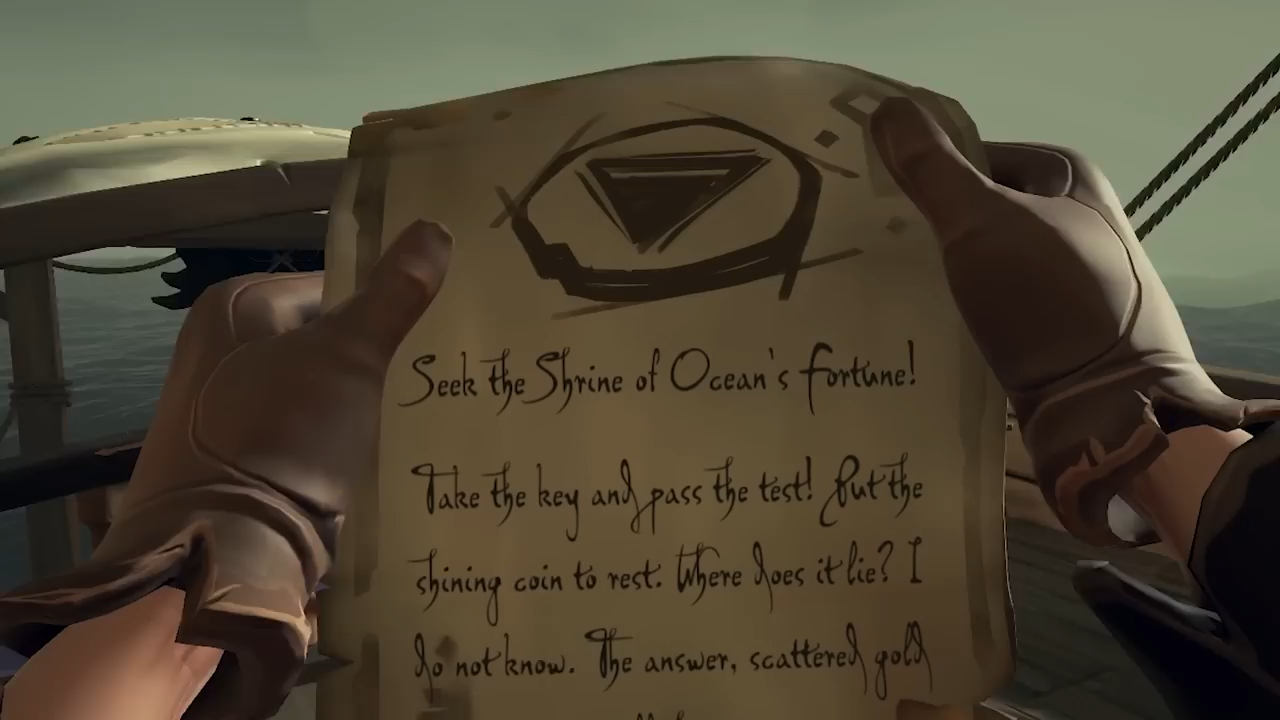 Seek the Shrine of Ocean's Fortune!
Take the key and pass the test! Put the
shining coin to rest. Where does it lie? I
do not know. The answer, scattered gold